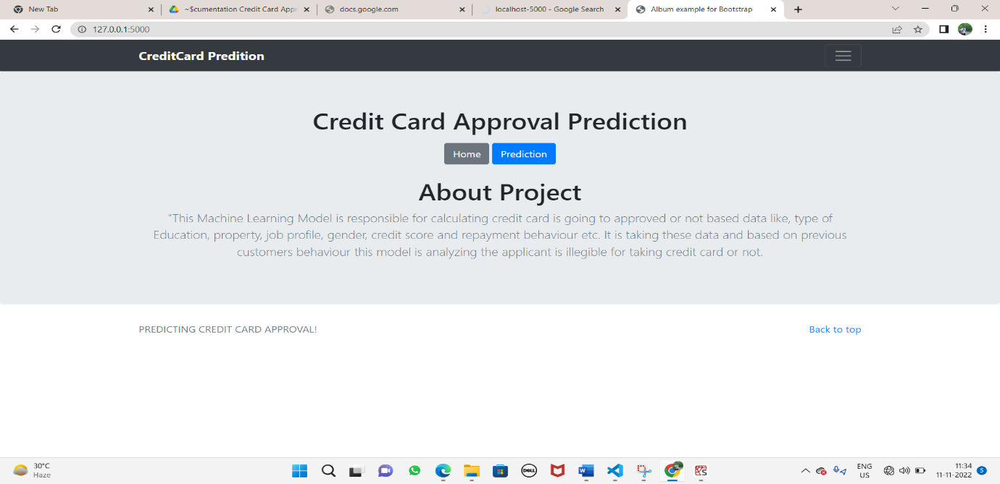 New Tab
~$cumentation Credit Card Appr
docs.google.com
localhost-5000 - Google Search
Album example for Bootstrap
127.0.0.1:5000
CreditCard Predition
Credit Card Approval Prediction
Home
Prediction
About Project
"This Machine Learning Model is responsible for calculating credit card is going to approved or not based data like, type of
Education, property, job profile, gender, credit score and repayment behaviour etc. It is taking these data and based on previous
customers behaviour this model is analyzing the applicant is illegible for taking credit card or not.
PREDICTING CREDIT CARD APPROVAL!
Back to top
30°C
Haze
DELL
W
ENG
US
11:34
11-11-2022
5